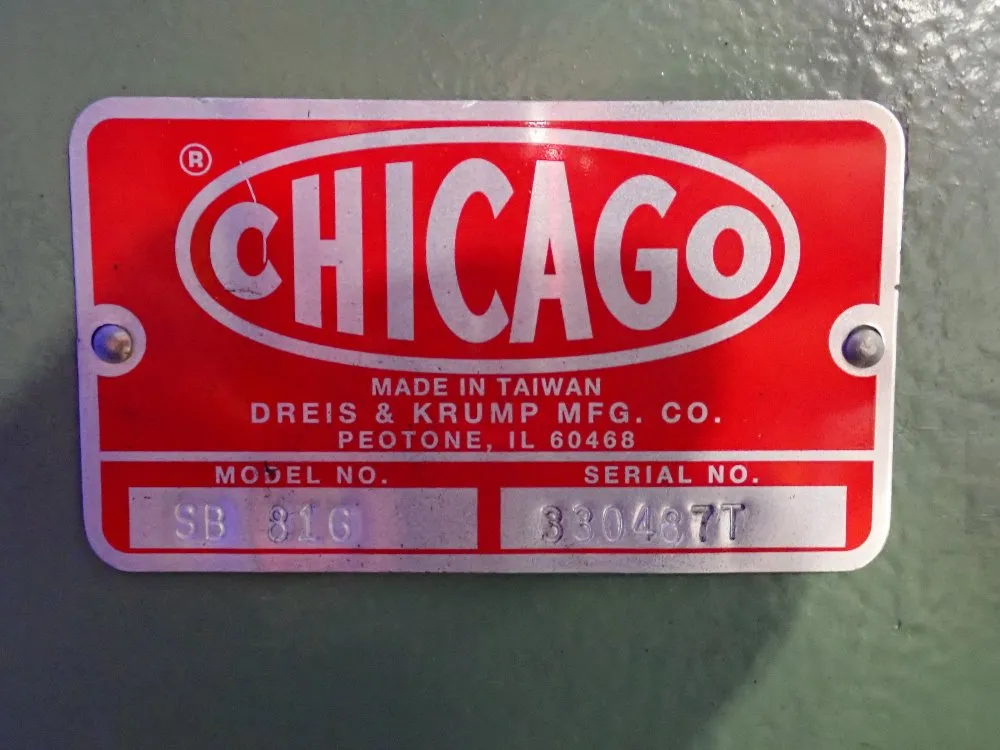 ®
CHICAGO
MADE IN TAIWAN
DREIS & KRUMP MFG. CO.
PEOTONE, IL 60468
MODEL NO. SERIAL NO.
SB 816 330487T